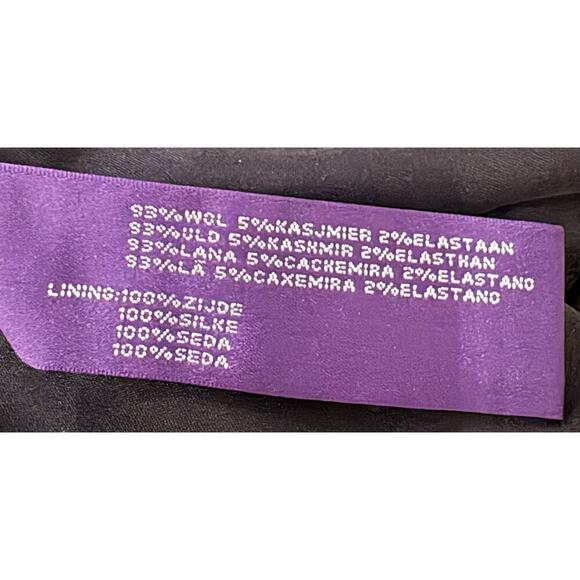 93%WOL 5%KASJMIER 2%ELASTAAN
93%ULD 5%KASHMIR 2%ELASTHAN
93%LANA 5%CACHEMIRA 2%ELASTANO
93%LA 5%CAXEMIRA 2%ELASTANO
LINING:100%ZIJDE
100%SILKE
100%SEDA
100%SEDA